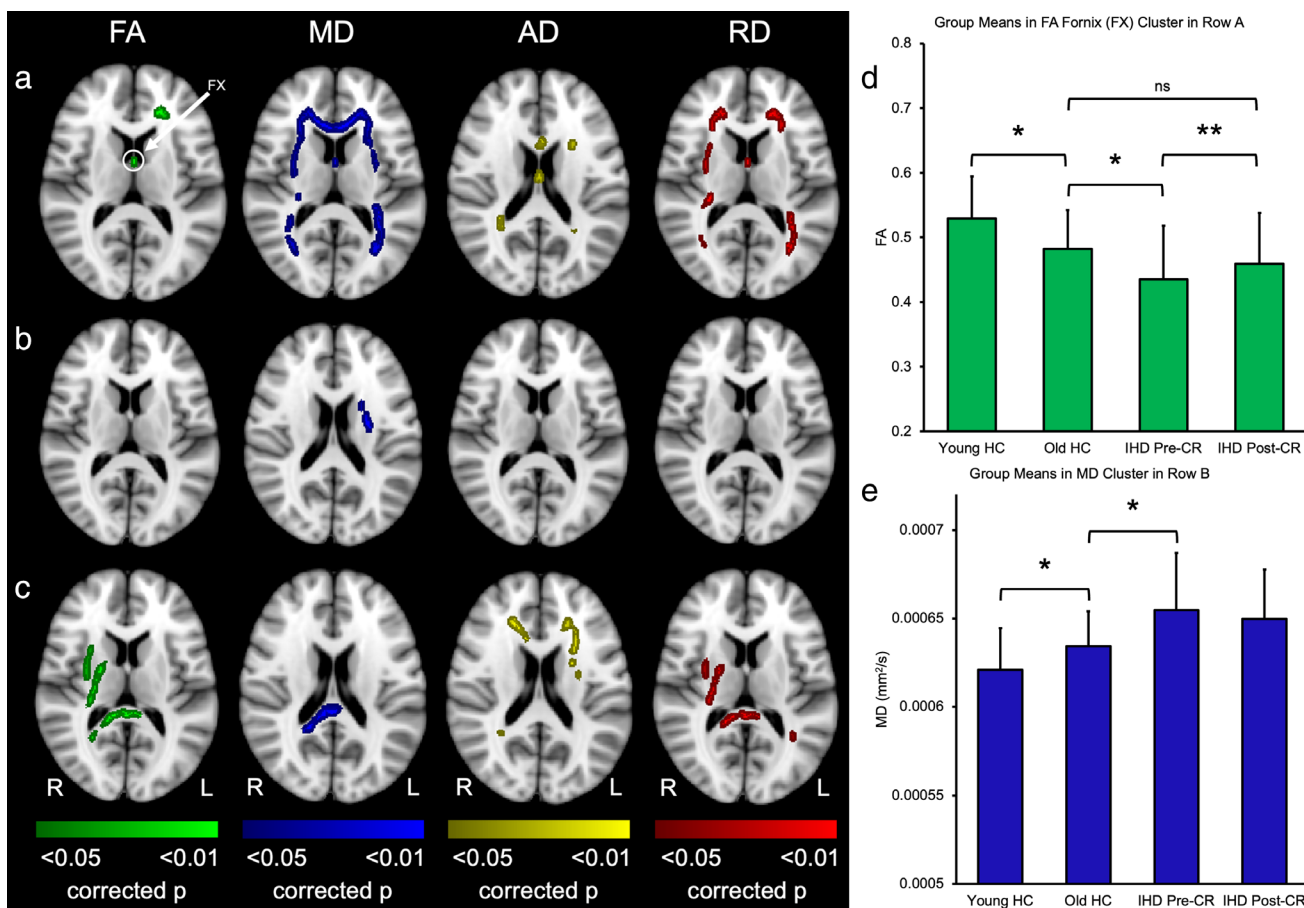 FA
MD
AD
RD
a
FX
b
c
R
L
R
L
R
L
<0.05 <0.01
<0.05 <0.01
<0.05 <0.01
<0.05 <0.01
corrected p
corrected p
corrected p
corrected p
Group Means in FA Fornix (FX) Cluster in Row A
d
0.8
0.7
0.6
0.5
0.4
0.3
0.2
FA
*
*
ns
**
Young HC
Old HC
IHD Pre-CR
IHD Post-CR
Group Means in MD Cluster in Row B
e
0.0007
0.00065
0.0006
0.00055
0.0005
MD (mm²/s)
*
*
Young HC
Old HC
IHD Pre-CR
IHD Post-CR